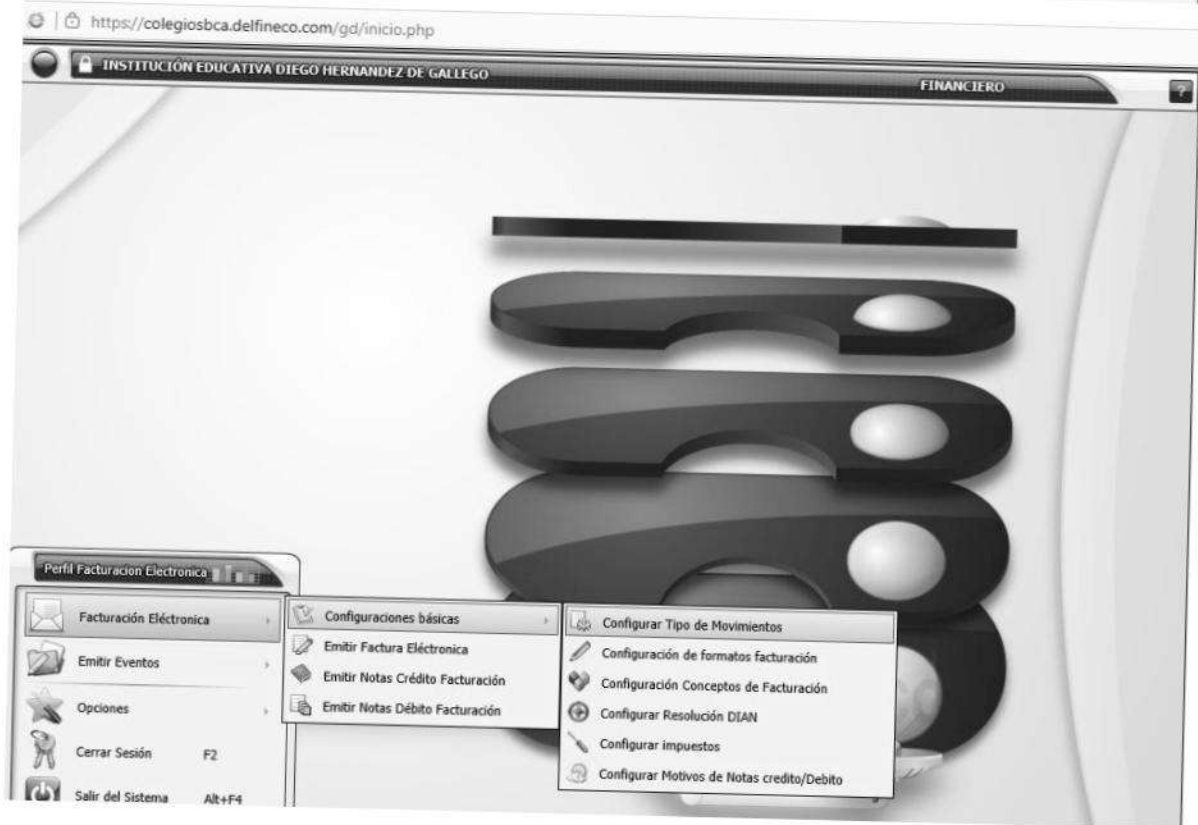 https://colegiosbca.delfineco.com/gd/inicio.php
INSTITUCIÓN EDUCATIVA DIEGO HERNANDEZ DE GALLEGO
FINANCIERO
?
Perfil Facturacion Electronica
Facturación Eléctronica
Emitir Eventos
Opciones
Cerrar Sesión F2
Salir del Sistema Alt+F4
Configuraciones básicas
Emitir Factura Eléctronica
Emitir Notas Crédito Facturación
Emitir Notas Débito Facturación
Configurar Tipo de Movimientos
Configuración de formatos facturación
Configuración Conceptos de Facturación
Configurar Resolución DIAN
Configurar impuestos
Configurar Motivos de Notas credito/Debito